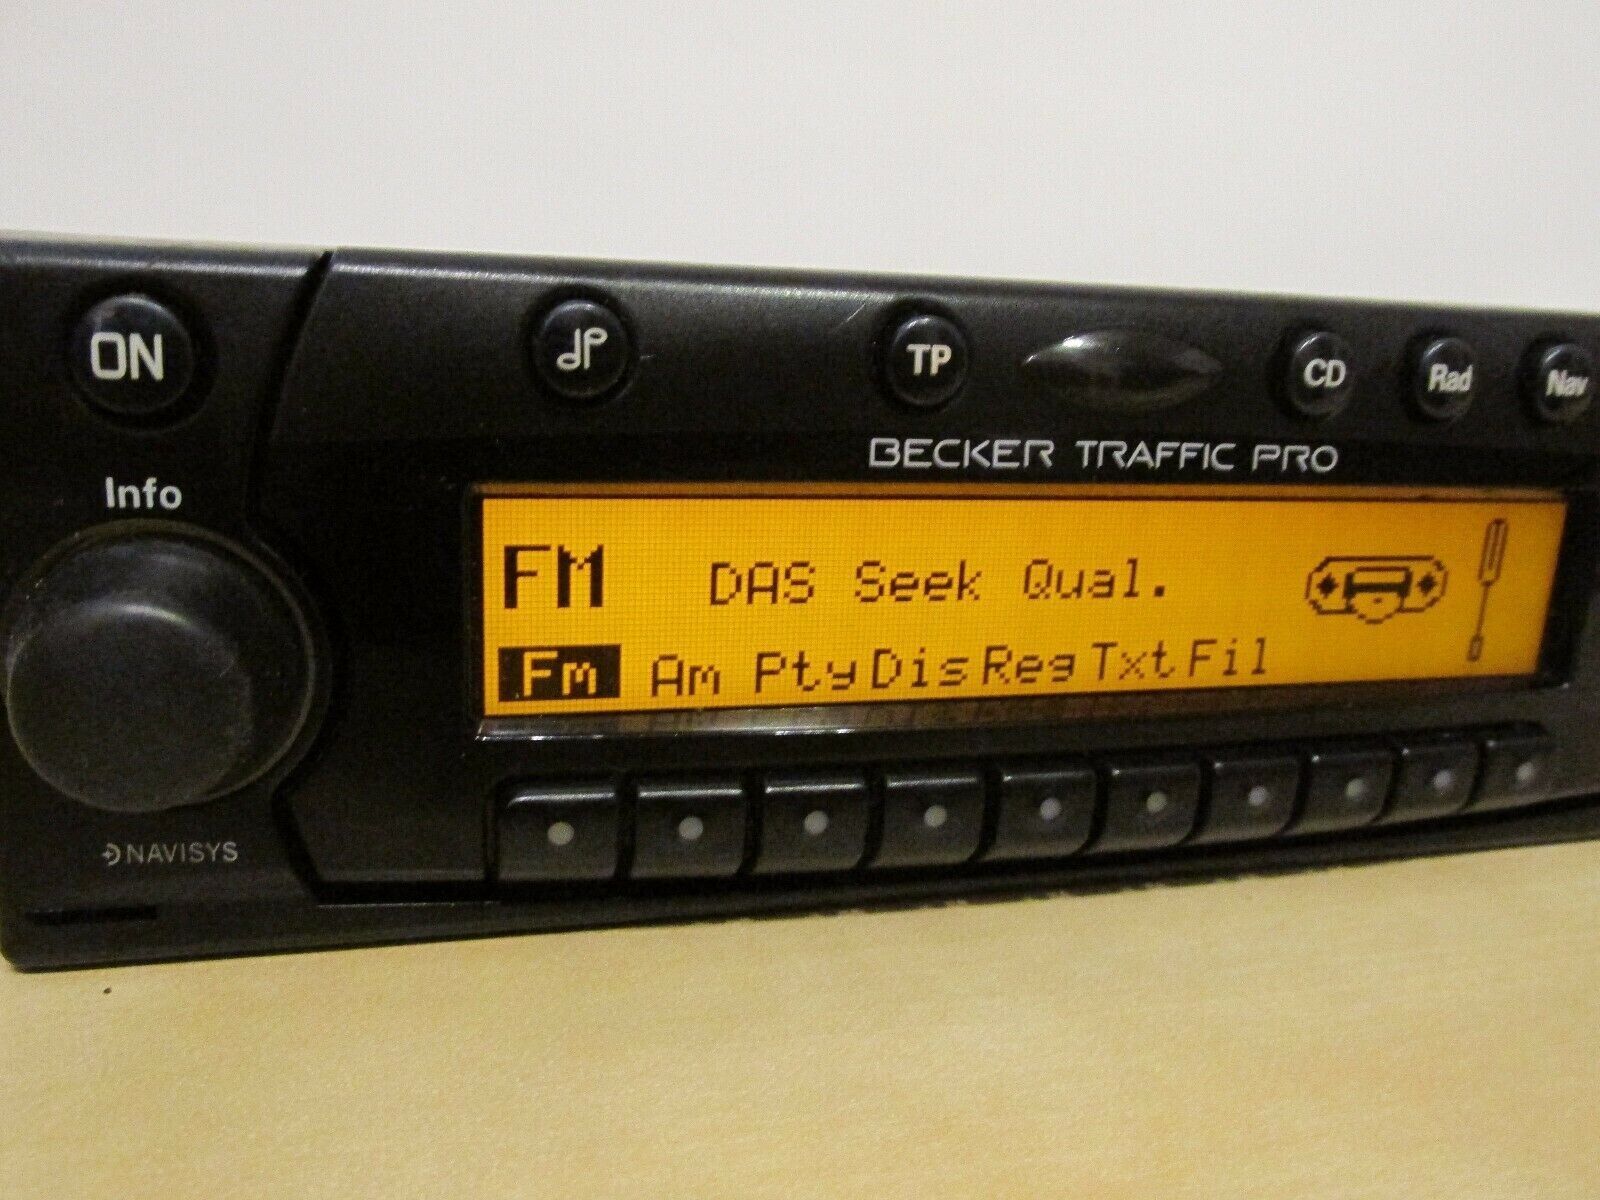 ON
TP
CD
Rad
Nav
Info
BECKER TRAFFIC PRO
FM DAS Seek Qual.
Fm Am Pty Dis Reg Txt Fil
NAVISYS